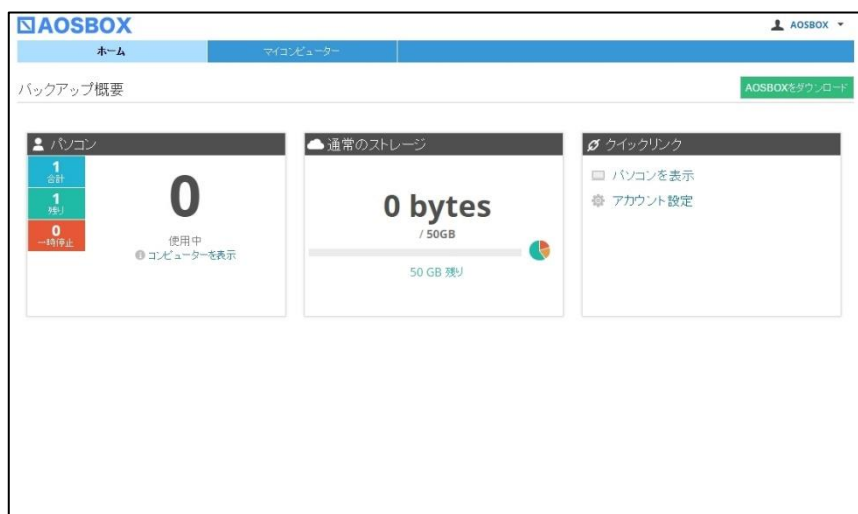 AOSBOX
AOSBOX
ホーム
マイコンピューター
バックアップ概要
AOSBOXをダウンロード
パソコン
1
合計
1
残り
0
一時停止
0
使用中
コンピューターを表示
通常のストレージ
0 bytes
/ 50GB
50 GB 残り
クイックリンク
パソコンを表示
アカウント設定